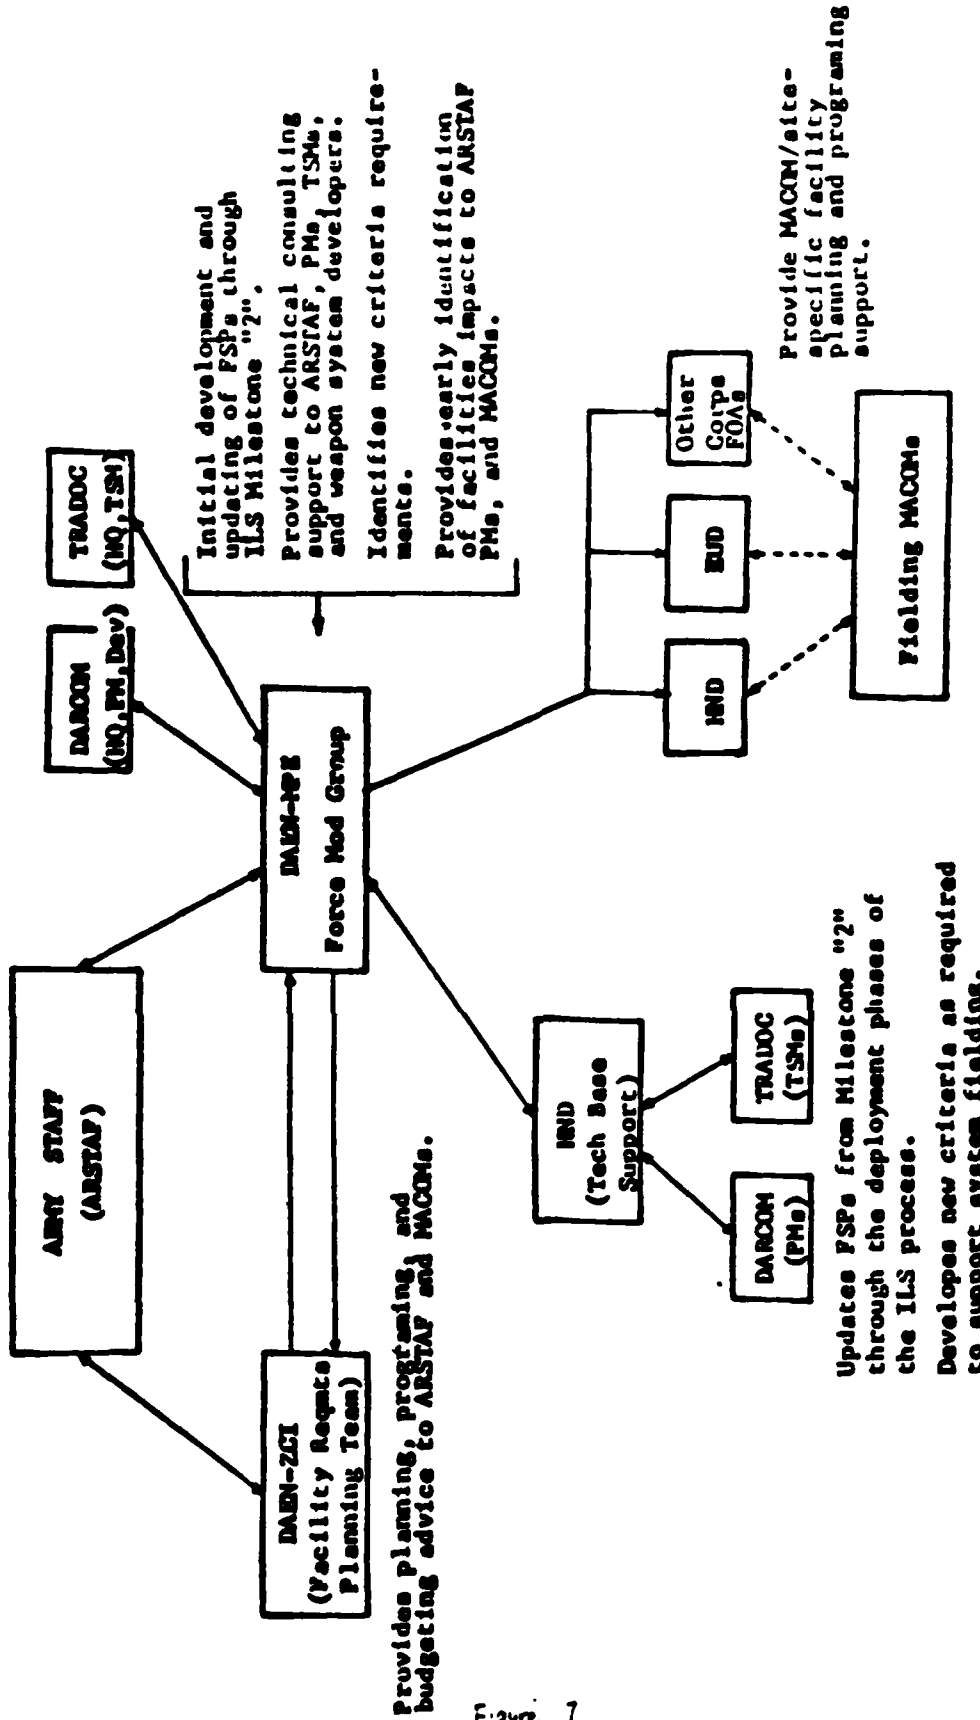 ARMY STAFF
(ARSTAF)
DARCOM
(HQ,PM,Dev)
TRADOC
(HQ,TSM)
DAEN-ZCI
(Facility Reqmts
Planning Team)
DAEN-MPE
Force Mod Group
Provides planning, programing, and
budgeting advice to ARSTAF and MACOMs.
Initial development and
updating of FSPs through
ILS Milestone "2".
Provides technical consulting
support to ARSTAF, PMs, TSMs,
and weapon system developers.
Identifies new criteria require-
ments.
Provides early identification
of facilities impacts to ARSTAF
PMs, and MACOMs.
HND
(Tech Base
Support)
DARCOM
(PMs)
TRADOC
(TSMs)
HND
EUD
Other
Corps
FOAs
Fielding MACOMs
Provide MACOM/site-
specific facility
planning and programing
support.
Updates FSPs from Milestone "2"
through the deployment phases of
the ILS process.
Developes new criteria as required
to support system fielding.
Figure 7